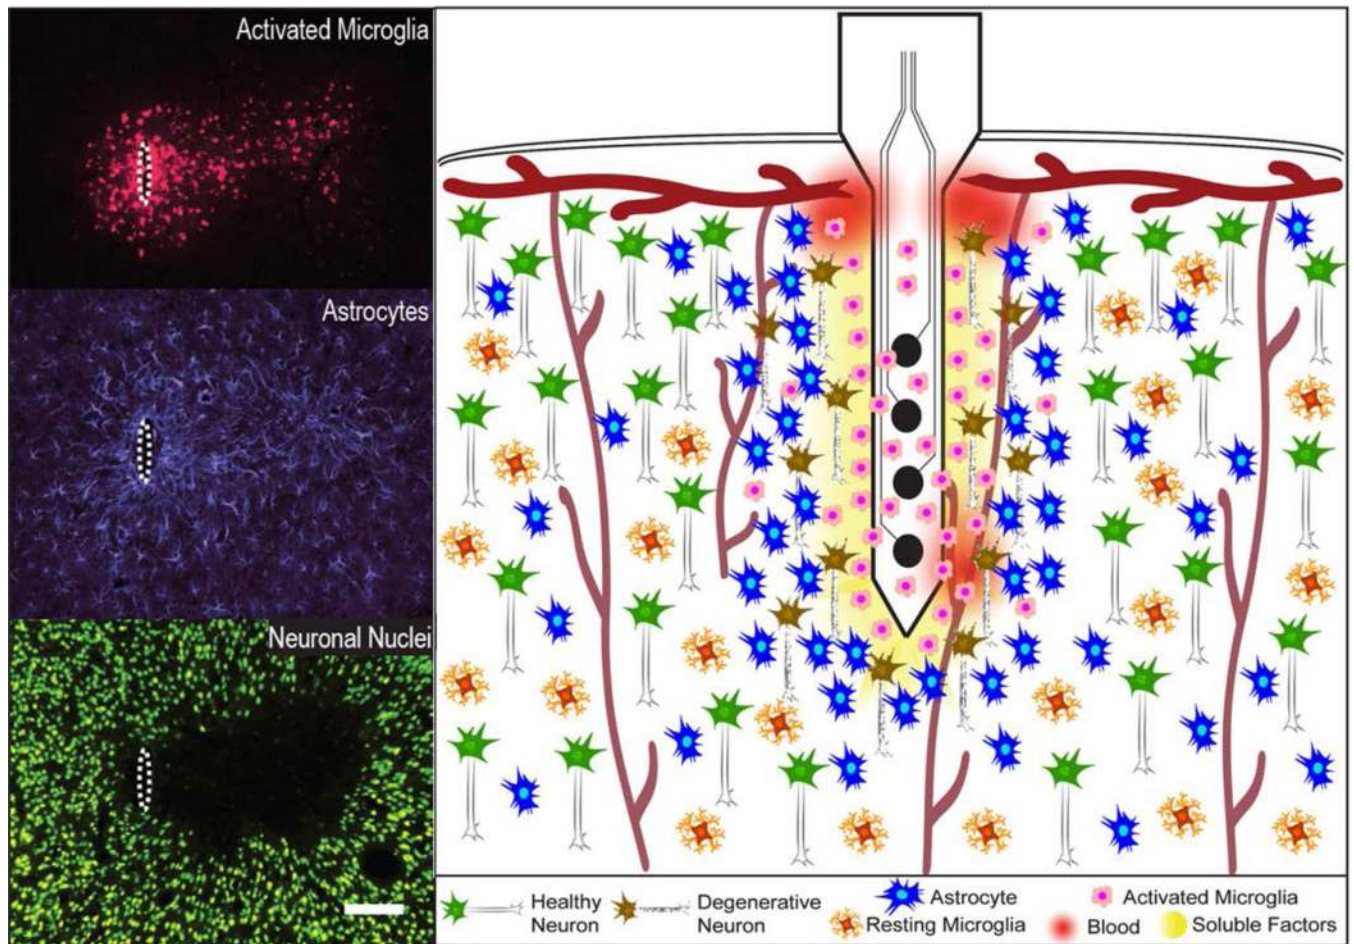 Activated Microglia
Astrocytes
Neuronal Nuclei
Healthy
Neuron
Degenerative
Neuron
Astrocyte
Resting Microglia
Activated Microglia
Blood
Soluble Factors